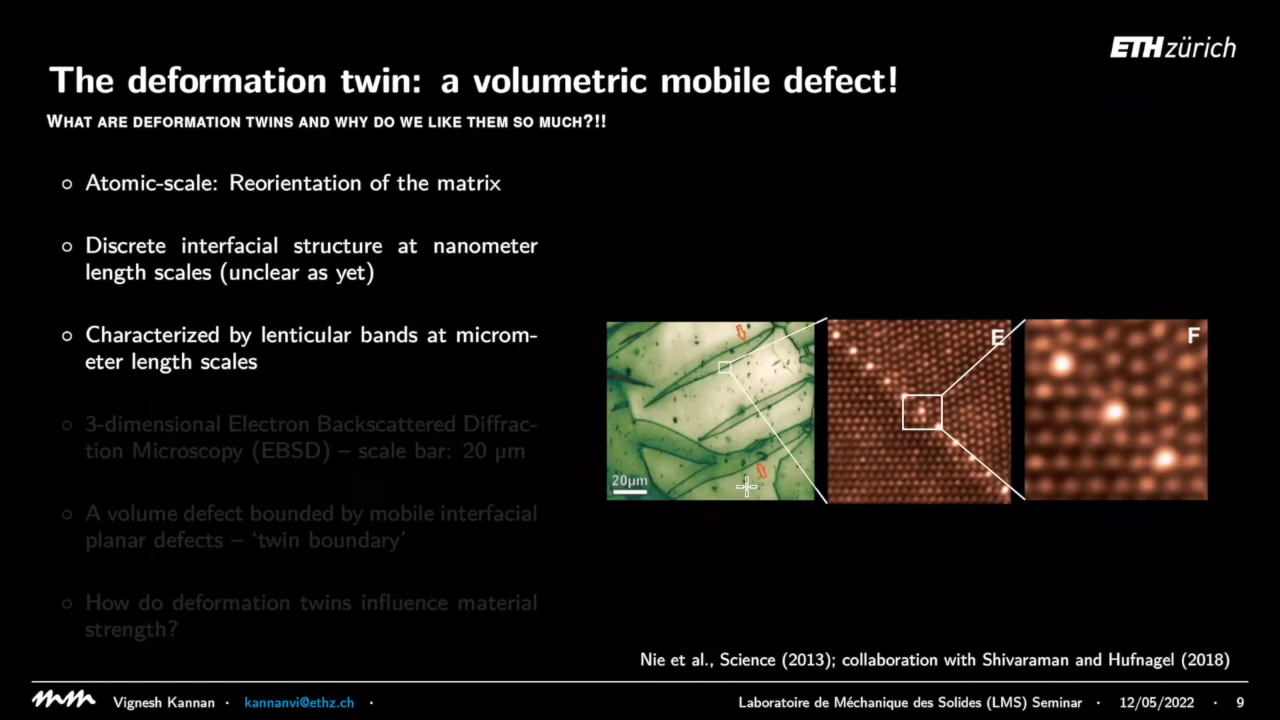 ETH zürich
The deformation twin: a volumetric mobile defect!
WHAT ARE DEFORMATION TWINS AND WHY DO WE LIKE THEM SO MUCH?!!
Atomic-scale: Reorientation of the matrix
Discrete interfacial structure at nanometer
length scales (unclear as yet)
Characterized by lenticular bands at microm-
eter length scales
3-dimensional Electron Backscattered Diffrac-
tion Microscopy (EBSD) – scale bar: 20 µm
A volume defect bounded by mobile interfacial
planar defects – ‘twin boundary’
How do deformation twins influence material
strength?
20µm
E
F
Nie et al., Science (2013); collaboration with Shivaraman and Hufnagel (2018)
mm Vignesh Kannan · kannanvi@ethz.ch ·
Laboratoire de Méchanique des Solides (LMS) Seminar · 12/05/2022 · 9